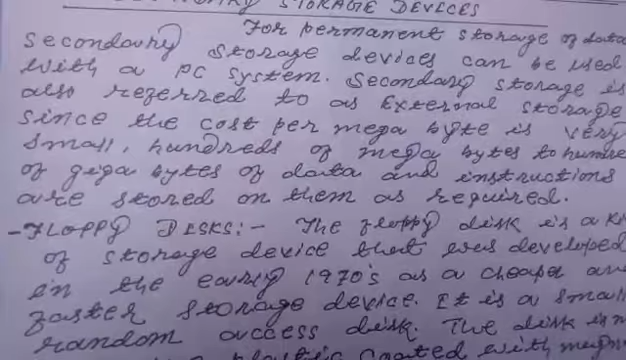 STORAGE DEVICES
For permanent storage of data
secondary storage devices can be used
with a PC system. Secondary storage is
also referred to as External storage
since the cost per mega byte is very
small, hundreds of mega bytes to
of giga bytes of data and instructions
are stored on them as required.
-FLOPPY DISKS:- The floppy disk is a
of storage device that was developed
in the early 1970's as a cheaper
faster storage device. It is a small
random access disk. The disk is
coated with